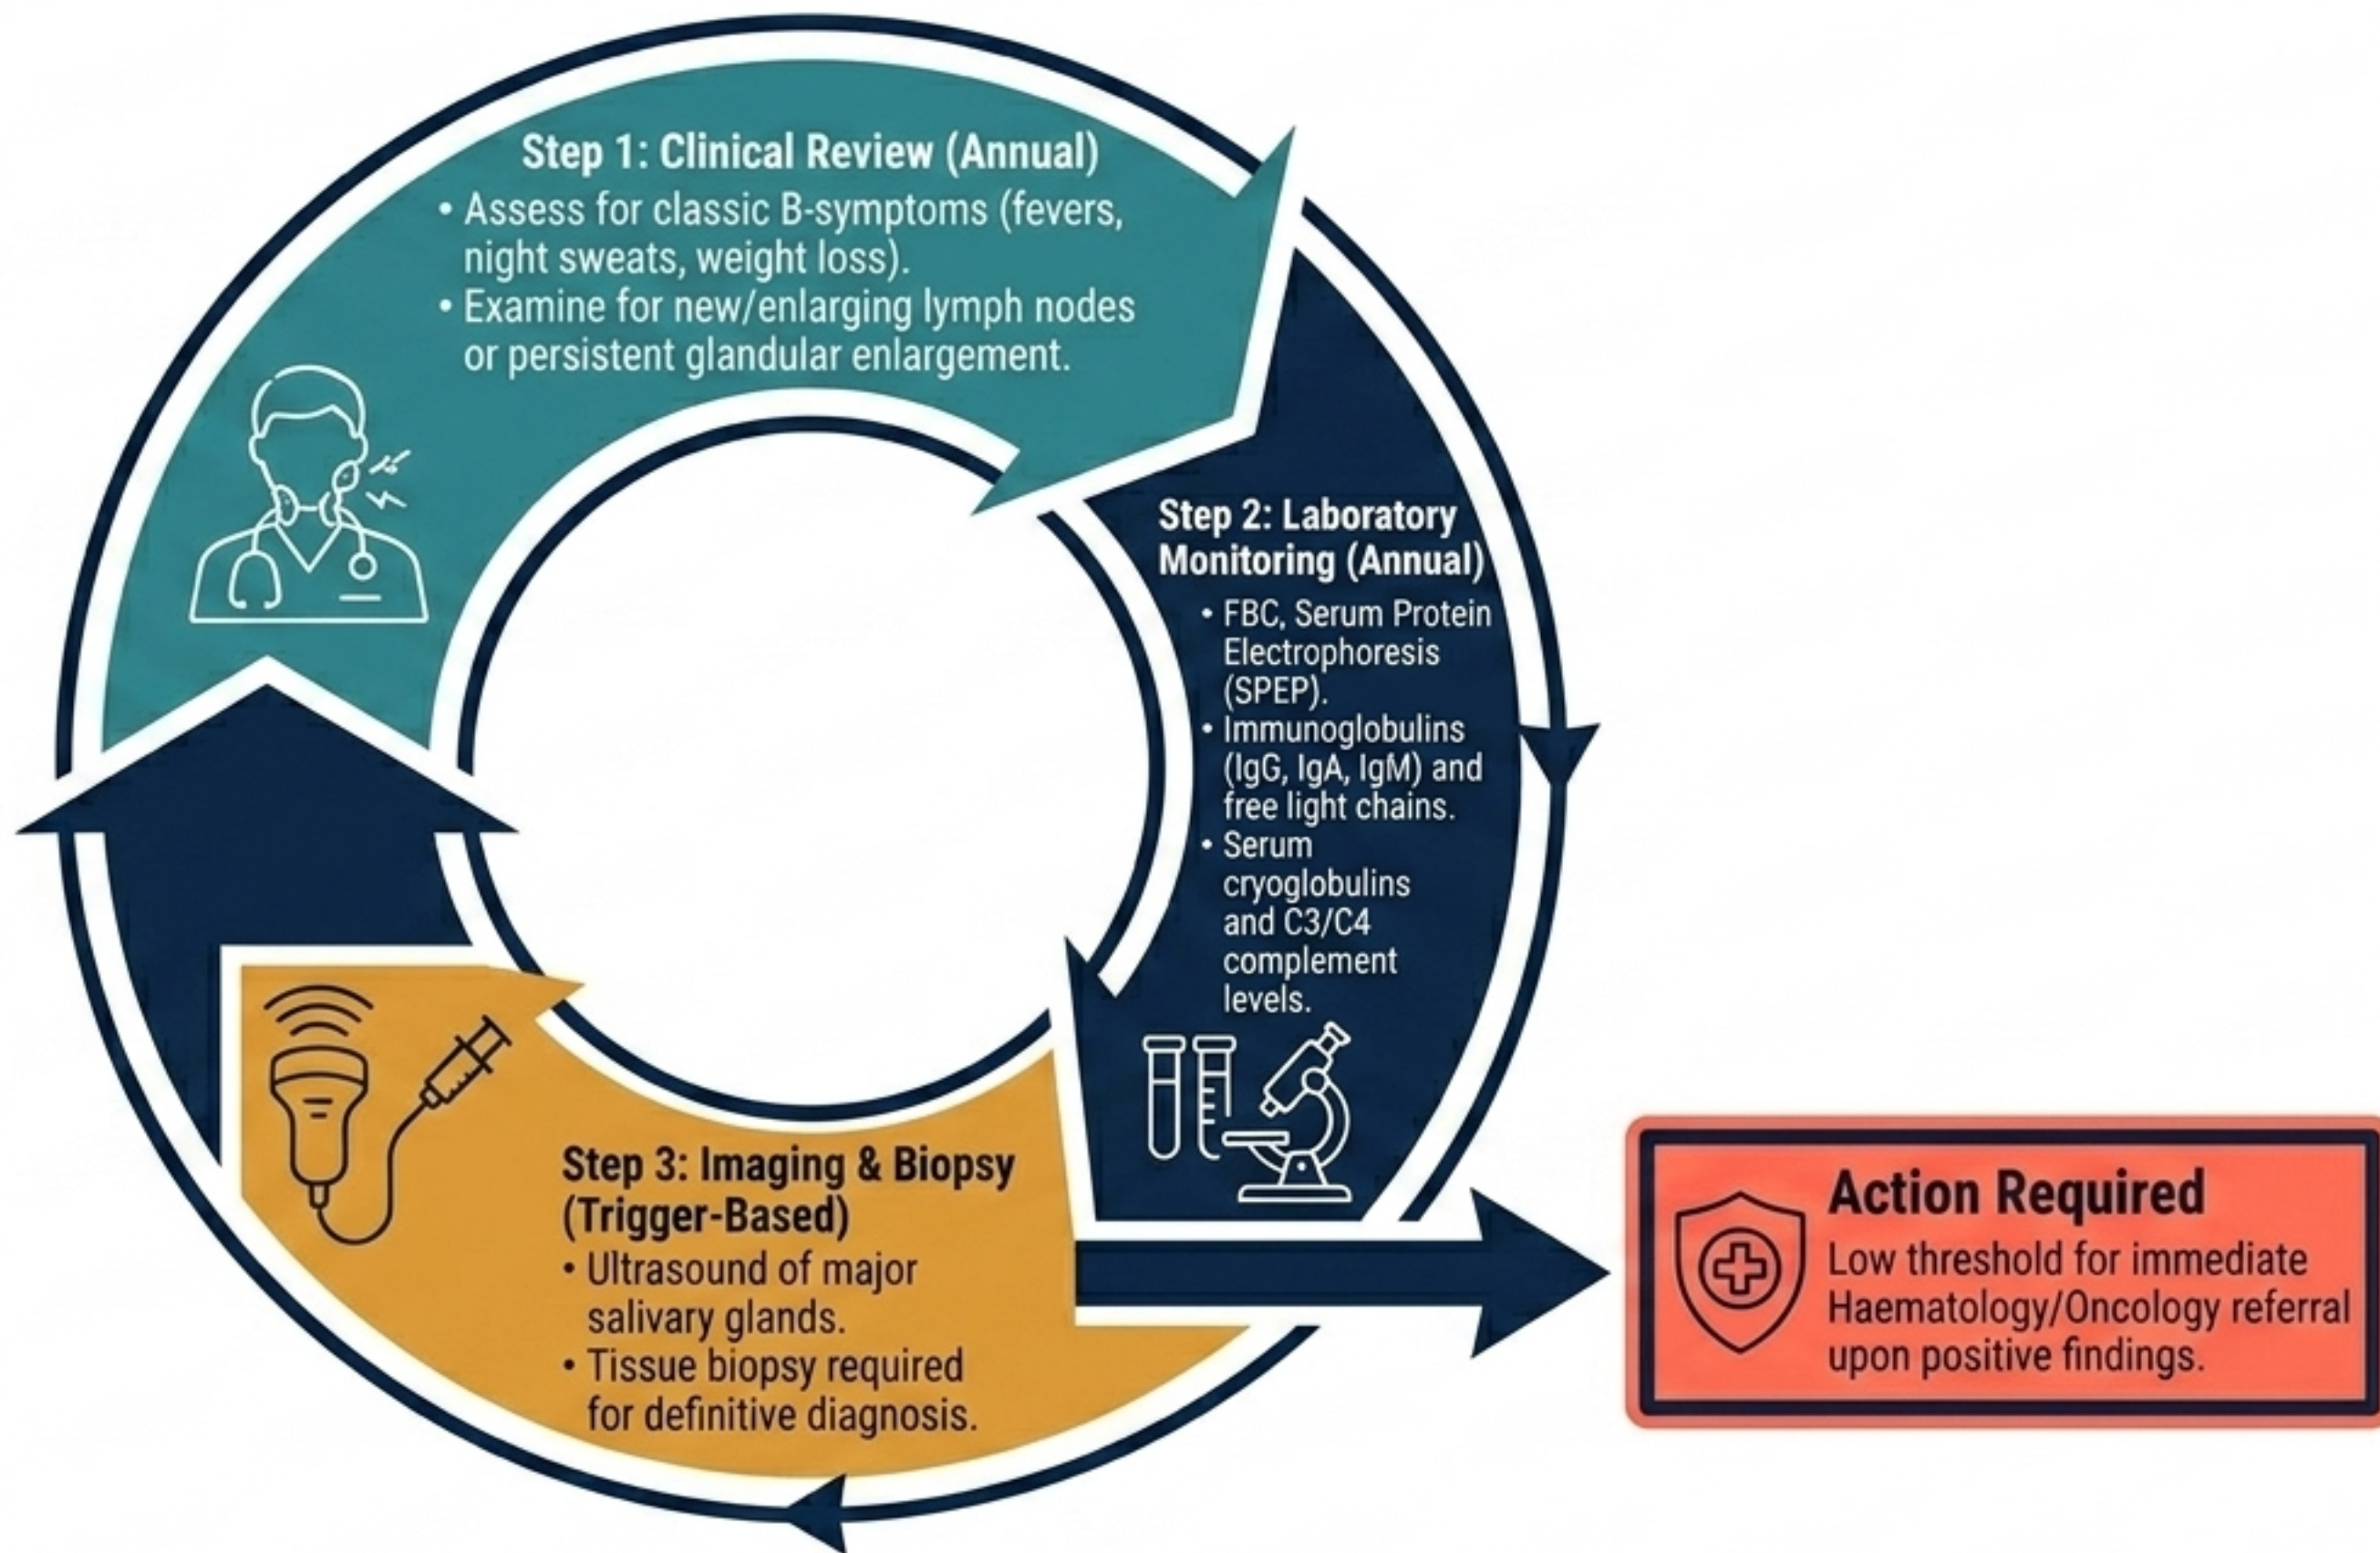 Step 1: Clinical Review (Annual)
• Assess for classic B-symptoms (fevers,
night sweats, weight loss).
• Examine for new/enlarging lymph nodes
or persistent glandular enlargement.
Step 2: Laboratory
Monitoring (Annual)
• FBC, Serum Protein
Electrophoresis
(SPEP).
• Immunoglobulins
(IgG, IgA, IgM) and
free light chains.
• Serum
cryoglobulins
and C3/C4
complement
levels.
Step 3: Imaging & Biopsy
(Trigger-Based)
• Ultrasound of major
salivary glands.
• Tissue biopsy required
for definitive diagnosis.
Action Required
Low threshold for immediate
Haematology/Oncology referral
upon positive findings.